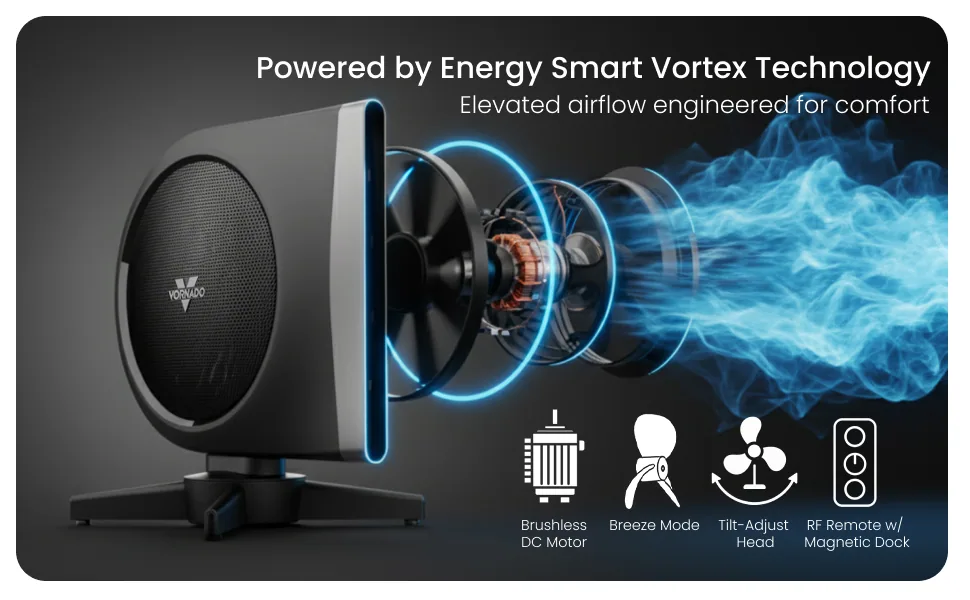 Powered by Energy Smart Vortex Technology
Elevated airflow engineered for comfort
VORNADO
Brushless
DC Motor
Breeze Mode
Tilt-Adjust
Head
RF Remote w/
Magnetic Dock